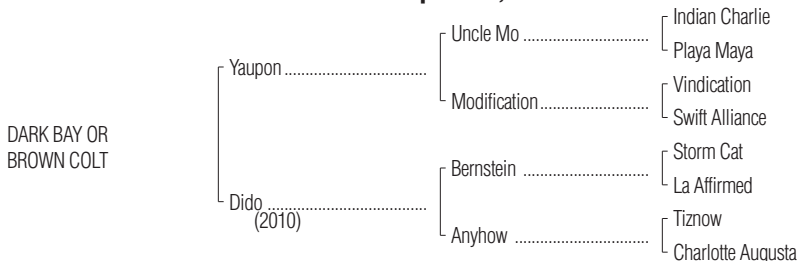 Indian Charlie
Uncle Mo ................................
Playa Maya
Yaupon ....................................
Vindication
Modification...........................
Swift Alliance
DARK BAY OR
BROWN COLT
Storm Cat
Bernstein ................................
La Affirmed
Dido ........................................
(2010)
Tiznow
Anyhow ..................................
Charlotte Augusta